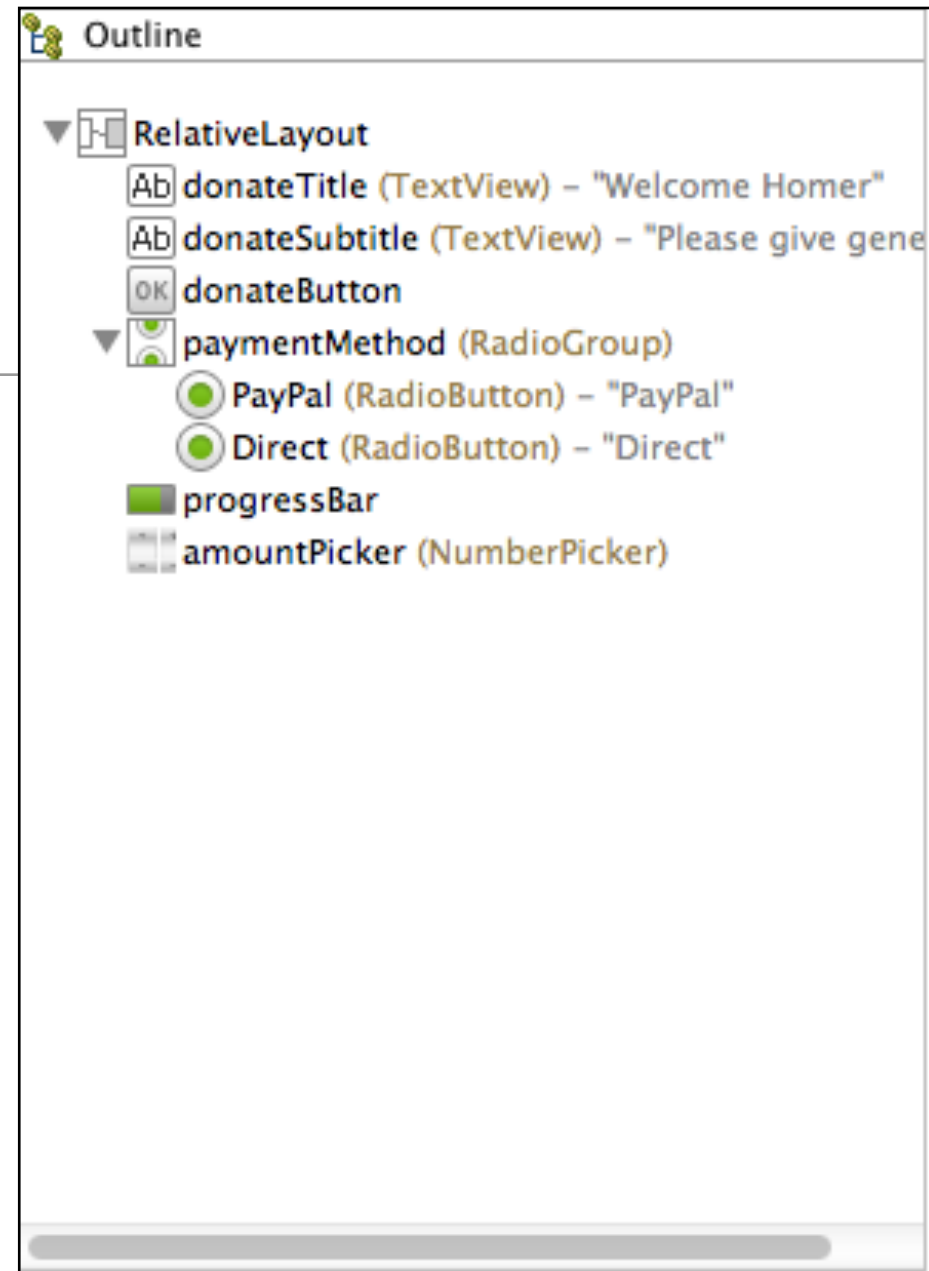 Outline
RelativeLayout
Ab donateTitle (TextView) – "Welcome Homer"
Ab donateSubtitle (TextView) – "Please give gene
OK donateButton
paymentMethod (RadioGroup)
PayPal (RadioButton) – "PayPal"
Direct (RadioButton) – "Direct"
progressBar
amountPicker (NumberPicker)